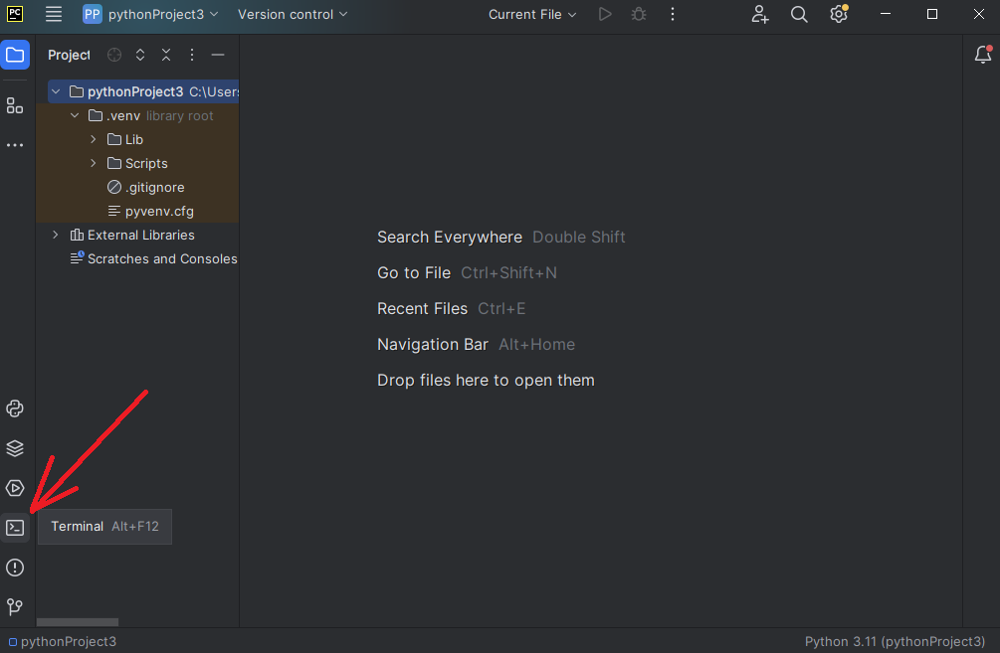 PC PP pythonProject3 Version control Current File
Project
pythonProject3 C:\Users
.venv library root
Lib
Scripts
.gitignore
pyvenv.cfg
External Libraries
Scratches and Consoles
Search Everywhere Double Shift
Go to File Ctrl+Shift+N
Recent Files Ctrl+E
Navigation Bar Alt+Home
Drop files here to open them
Terminal Alt+F12
pythonProject3 Python 3.11 (pythonProject3)